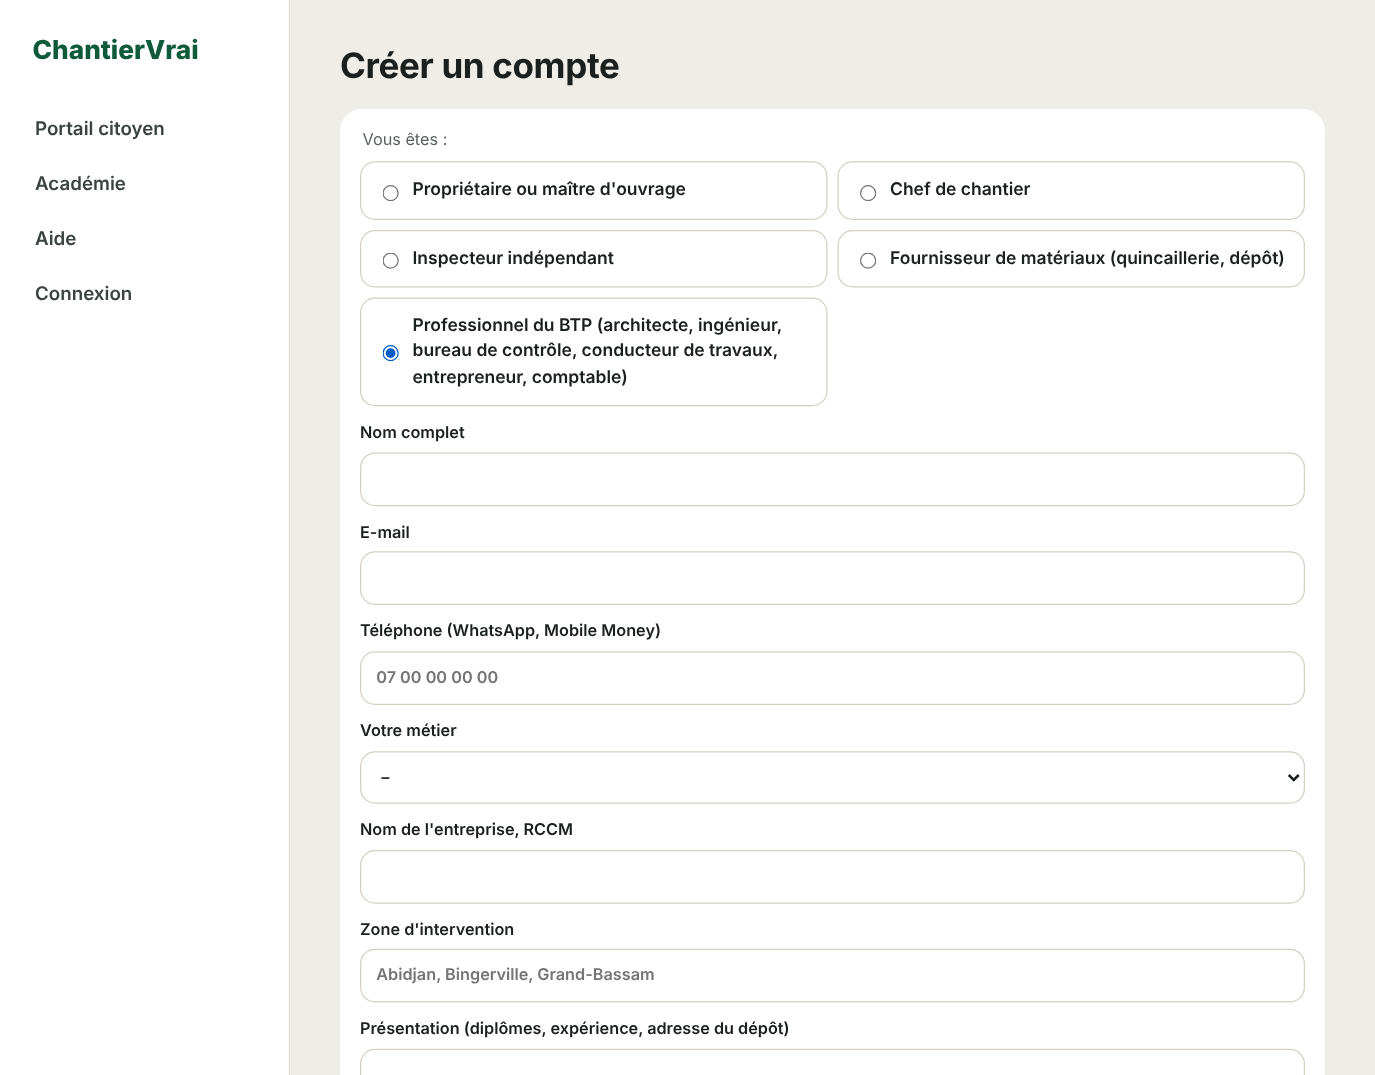 ChantierVrai
Portail citoyen
Académie
Aide
Connexion
Créer un compte
Vous êtes :
Propriétaire ou maître d'ouvrage
Chef de chantier
Inspecteur indépendant
Fournisseur de matériaux (quincaillerie, dépôt)
Professionnel du BTP (architecte, ingénieur,
bureau de contrôle, conducteur de travaux,
entrepreneur, comptable)
Nom complet
E-mail
Téléphone (WhatsApp, Mobile Money)
07 00 00 00 00
Votre métier
–
Nom de l'entreprise, RCCM
Zone d'intervention
Abidjan, Bingerville, Grand-Bassam
Présentation (diplômes, expérience, adresse du dépôt)